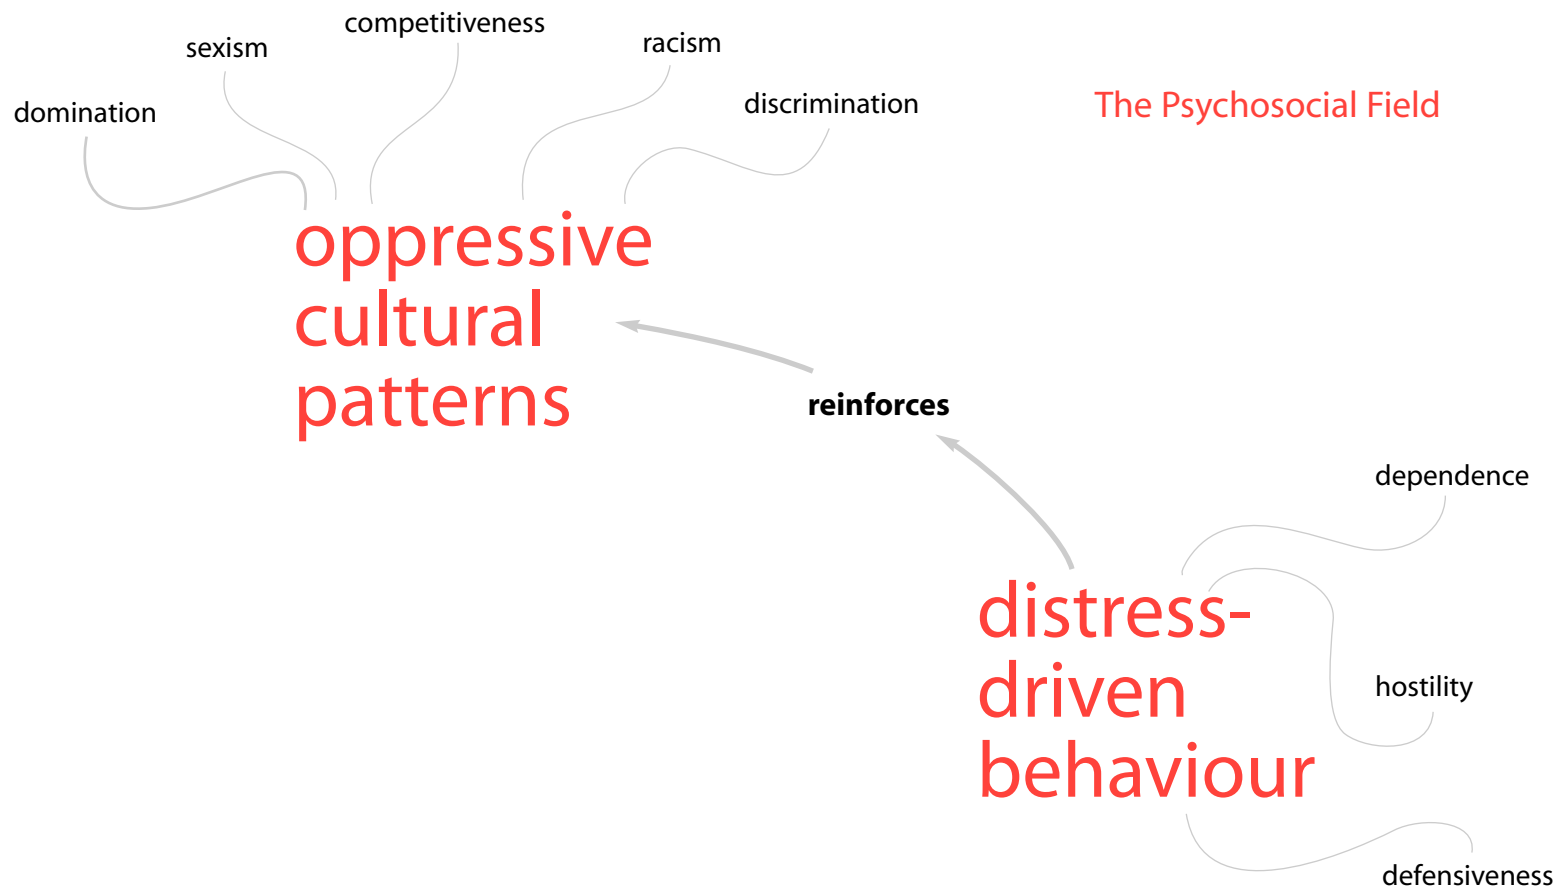 competitiveness
sexism
racism
domination
discrimination
The Psychosocial Field
oppressive
cultural
patterns
reinforces
dependence
distress-
driven
behaviour
hostility
defensiveness